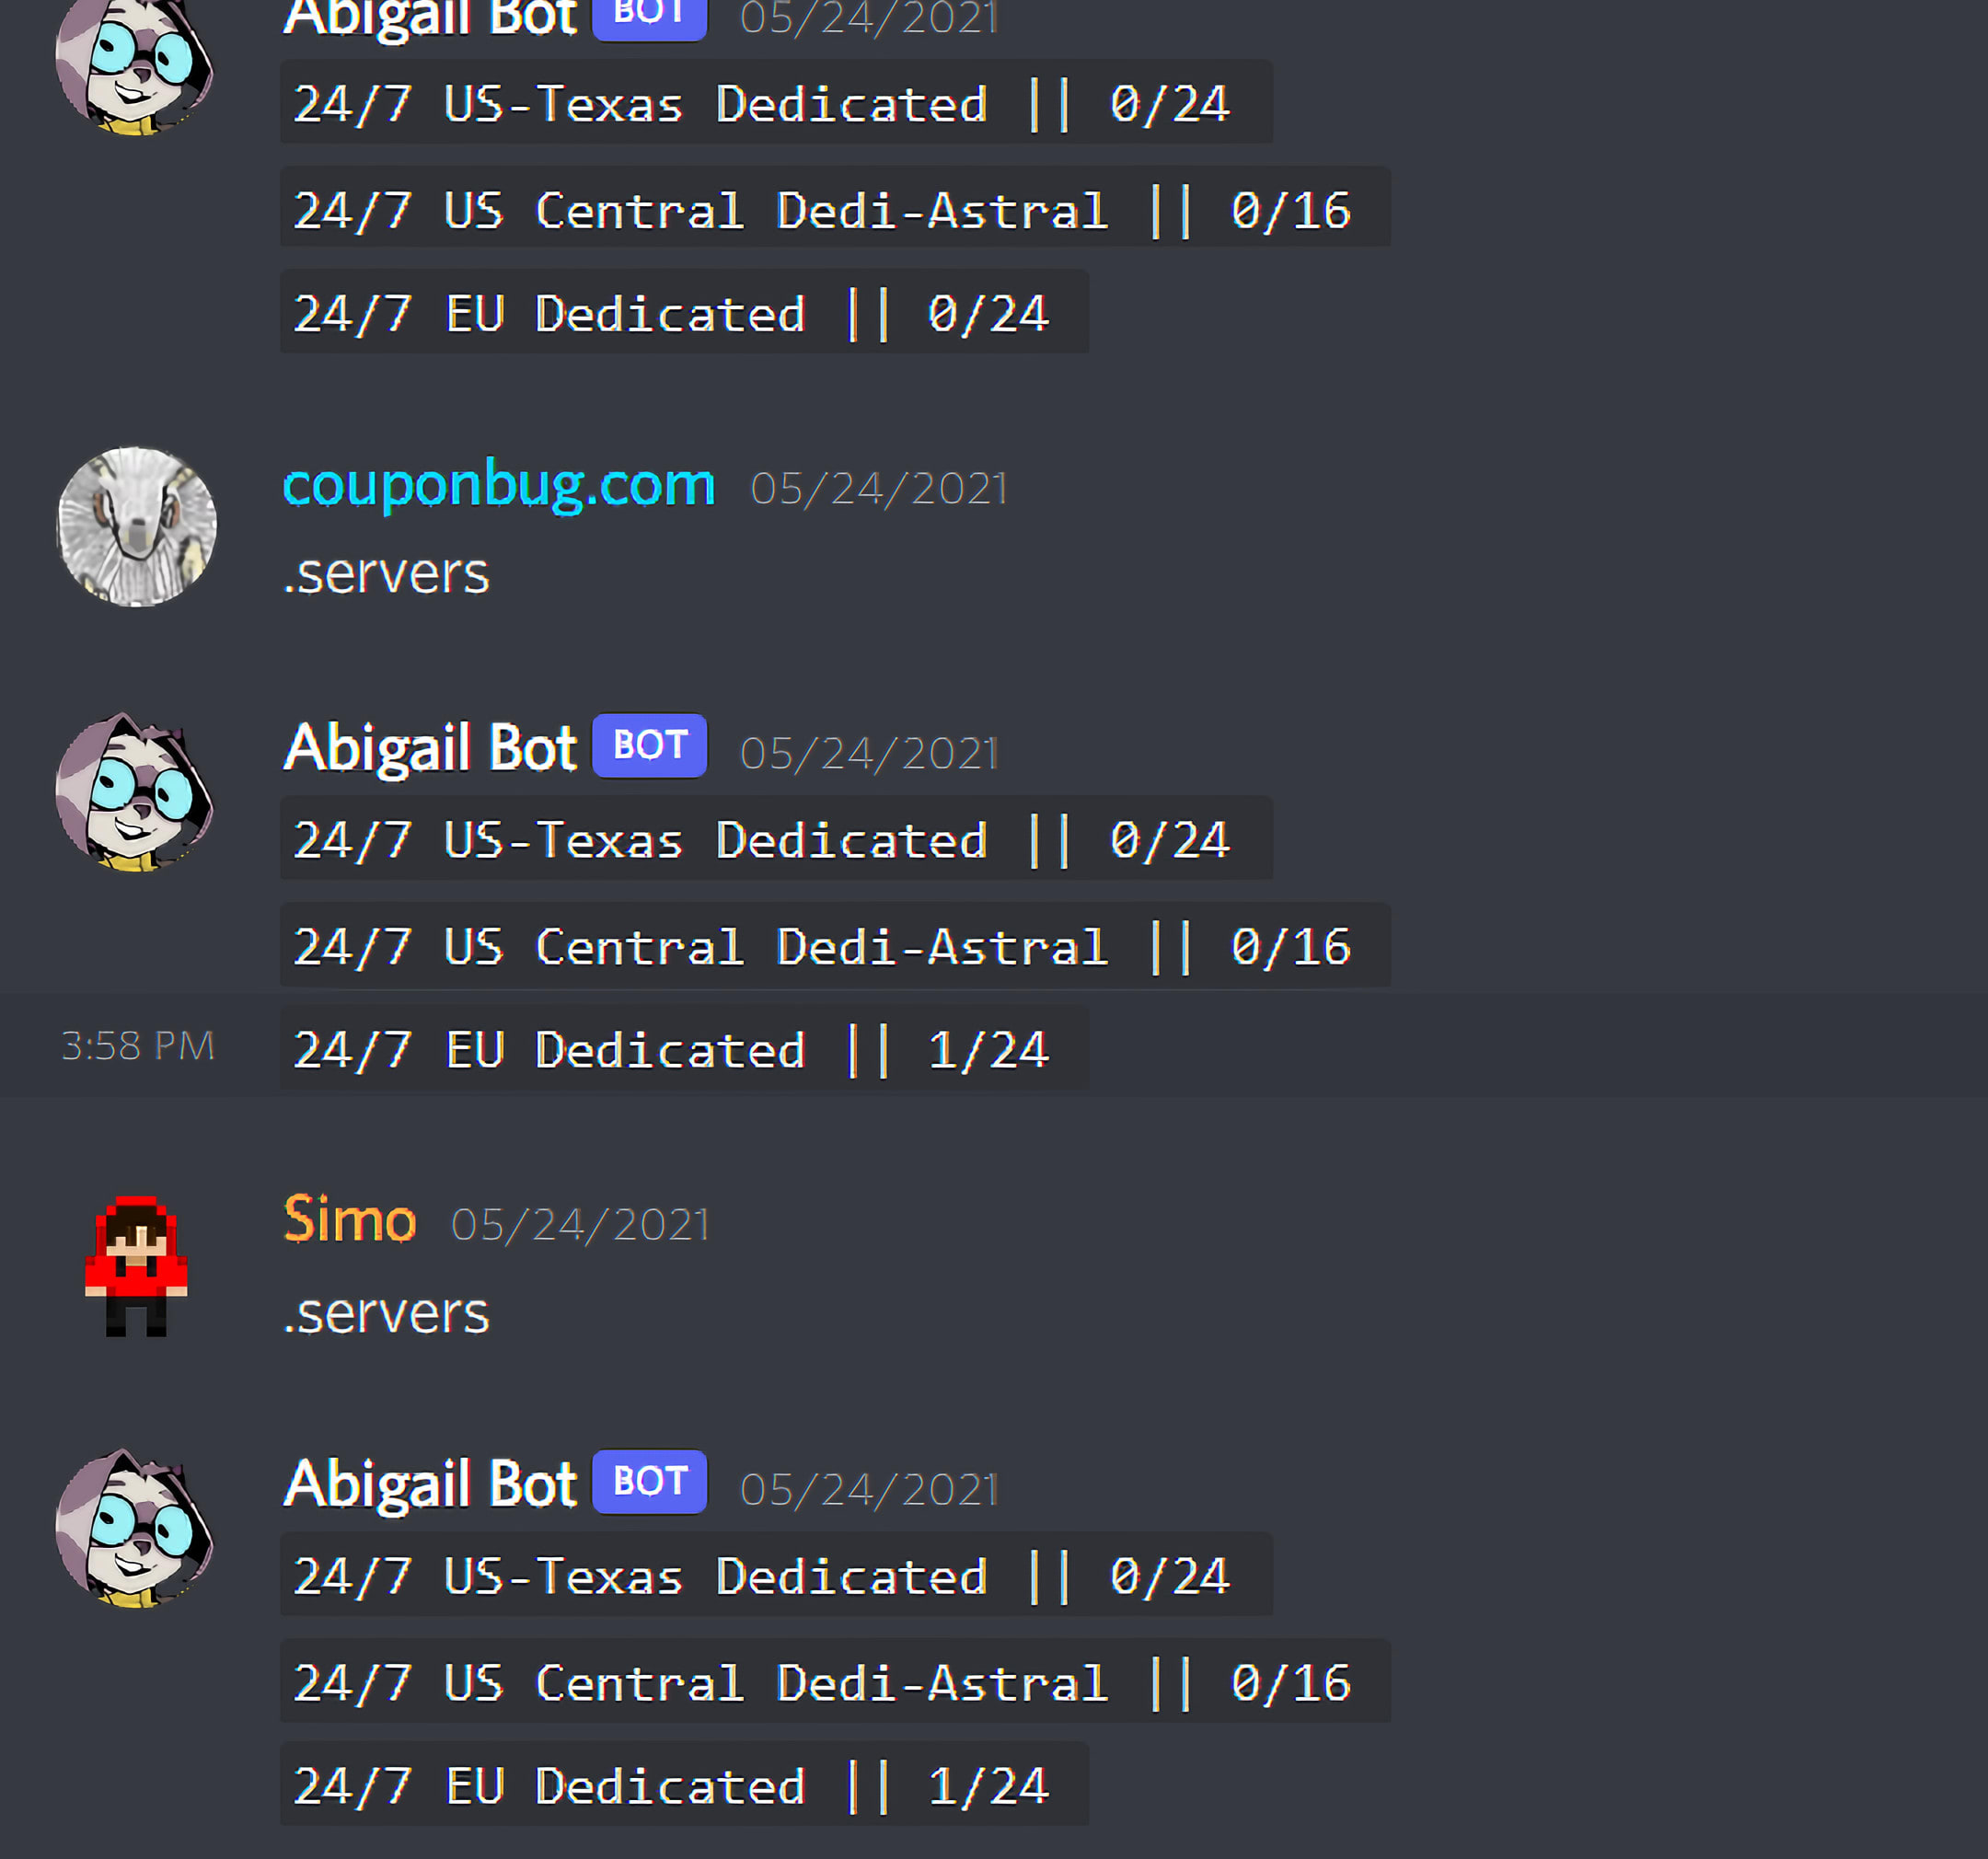 Abigail Bot BOT 05/24/2021
24/7 US-Texas Dedicated || 0/24
24/7 US Central Dedi-Astral || 0/16
24/7 EU Dedicated || 0/24
couponbug.com 05/24/2021
.servers
Abigail Bot BOT 05/24/2021
24/7 US-Texas Dedicated || 0/24
24/7 US Central Dedi-Astral || 0/16
3:58 PM 24/7 EU Dedicated || 1/24
Simo 05/24/2021
.servers
Abigail Bot BOT 05/24/2021
24/7 US-Texas Dedicated || 0/24
24/7 US Central Dedi-Astral || 0/16
24/7 EU Dedicated || 1/24